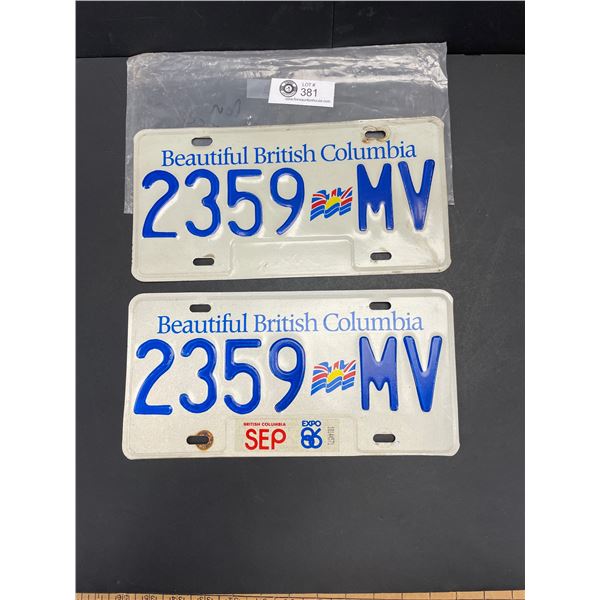 LOT #
381
Beautiful British Columbia
2359 MV
Beautiful British Columbia
2359 MV
BRITISH COLUMBIA
SEP
EXPO
86